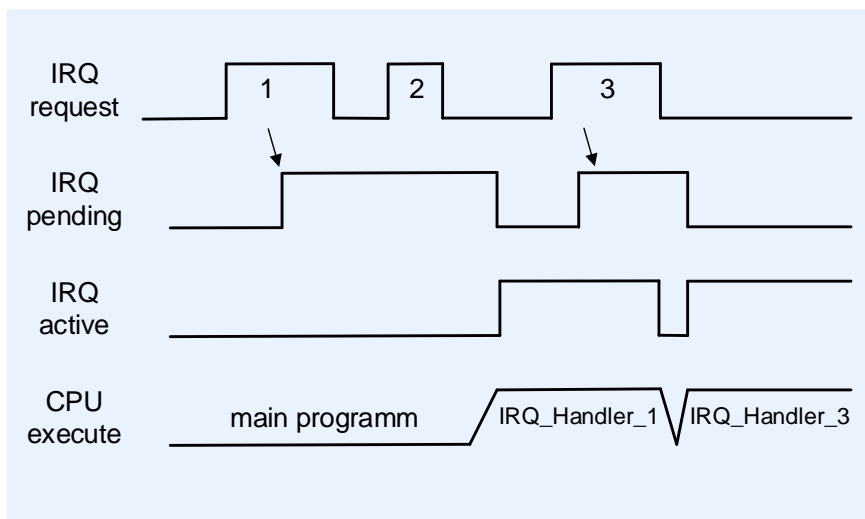 IRQ
request
1
2
3
IRQ
pending
IRQ
active
CPU
execute
main programm
IRQ_Handler_1
IRQ_Handler_3